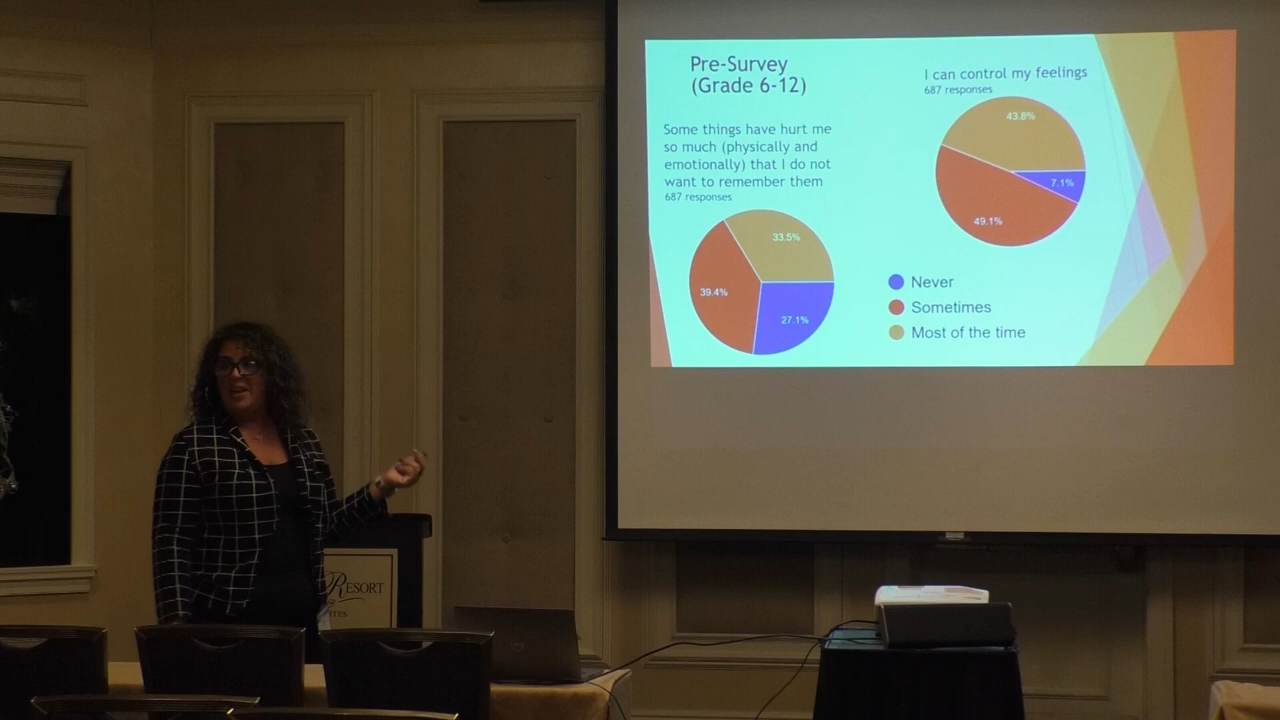 Pre-Survey
(Grade 6-12)
Some things have hurt me
so much (physically and
emotionally) that I do not
want to remember them
687 responses
33.5%
39.4%
27.1%
I can control my feelings
687 responses
43.8%
7.1%
49.1%
Never
Sometimes
Most of the time
RESORT